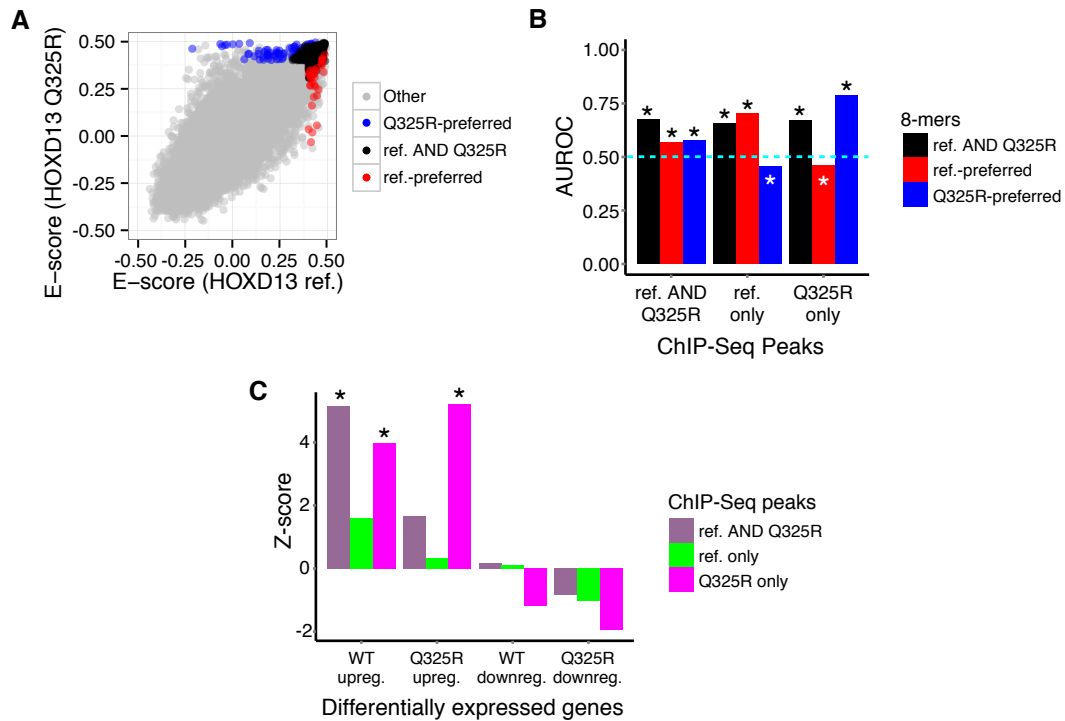 A
E−score (HOXD13 Q325R)
0.50
0.25
0.00
-0.25
-0.50
-0.50
-0.25
0.00
0.25
0.50
E−score (HOXD13 ref.)
Other
Q325R-preferred
ref. AND Q325R
ref.-preferred
B
AUROC
1.00
0.75
0.50
0.25
0.00
*
*
*
*
*
*
*
*
*
ref. AND
Q325R
ref.
only
Q325R
only
ChIP-Seq Peaks
8-mers
ref. AND Q325R
ref.-preferred
Q325R-preferred
C
Z-score
4
2
0
-2
*
*
*
WT
upreg.
Q325R
upreg.
WT
downreg.
Q325R
downreg.
Differentially expressed genes
ChIP-Seq peaks
ref. AND Q325R
ref. only
Q325R only